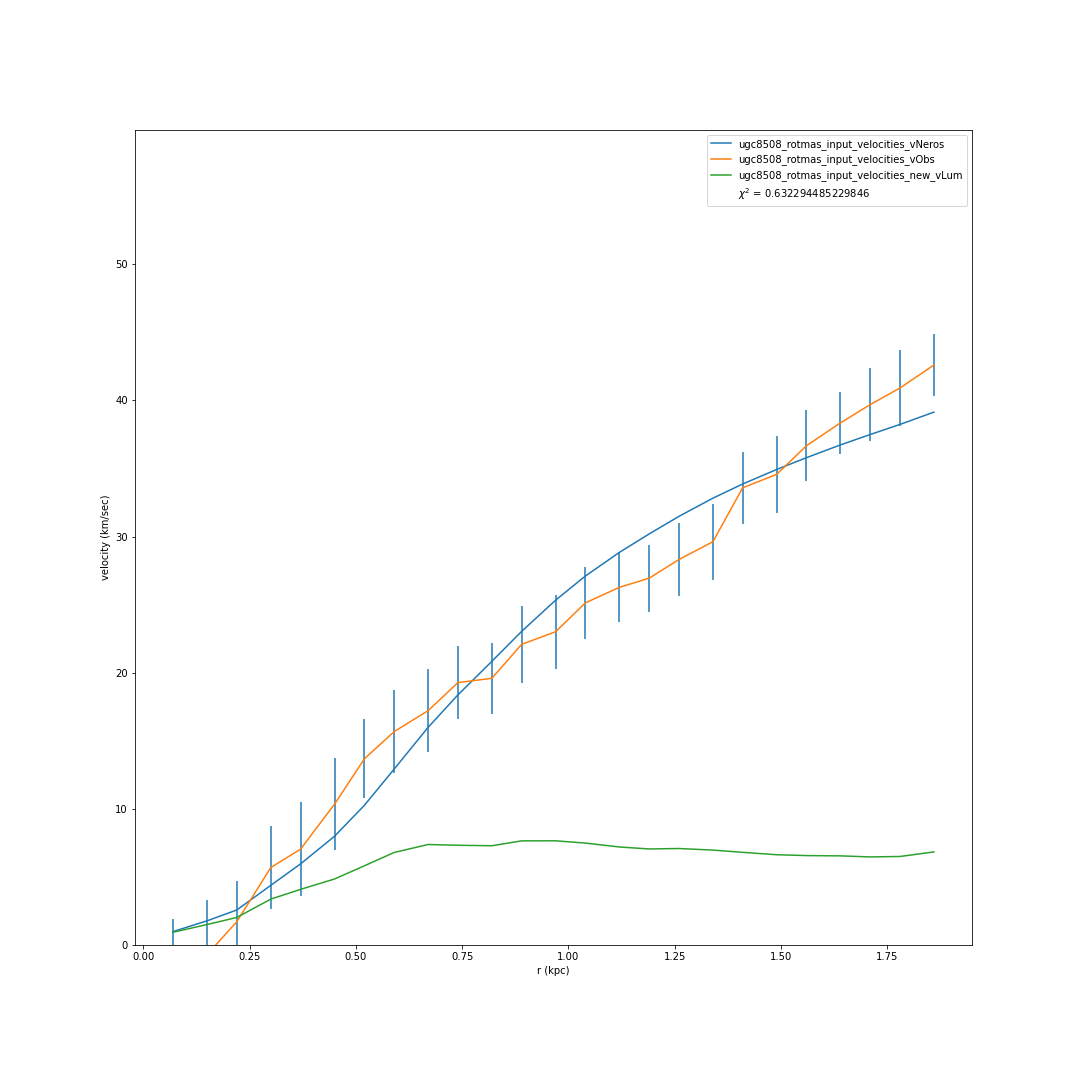 ugc8508_rotmas_input_velocities_vNeros
ugc8508_rotmas_input_velocities_vObs
ugc8508_rotmas_input_velocities_new_vLum
χ² = 0.632294485229846
50
40
30
20
10
0
velocity (km/sec)
0.00 0.25 0.50 0.75 1.00 1.25 1.50 1.75
r (kpc)